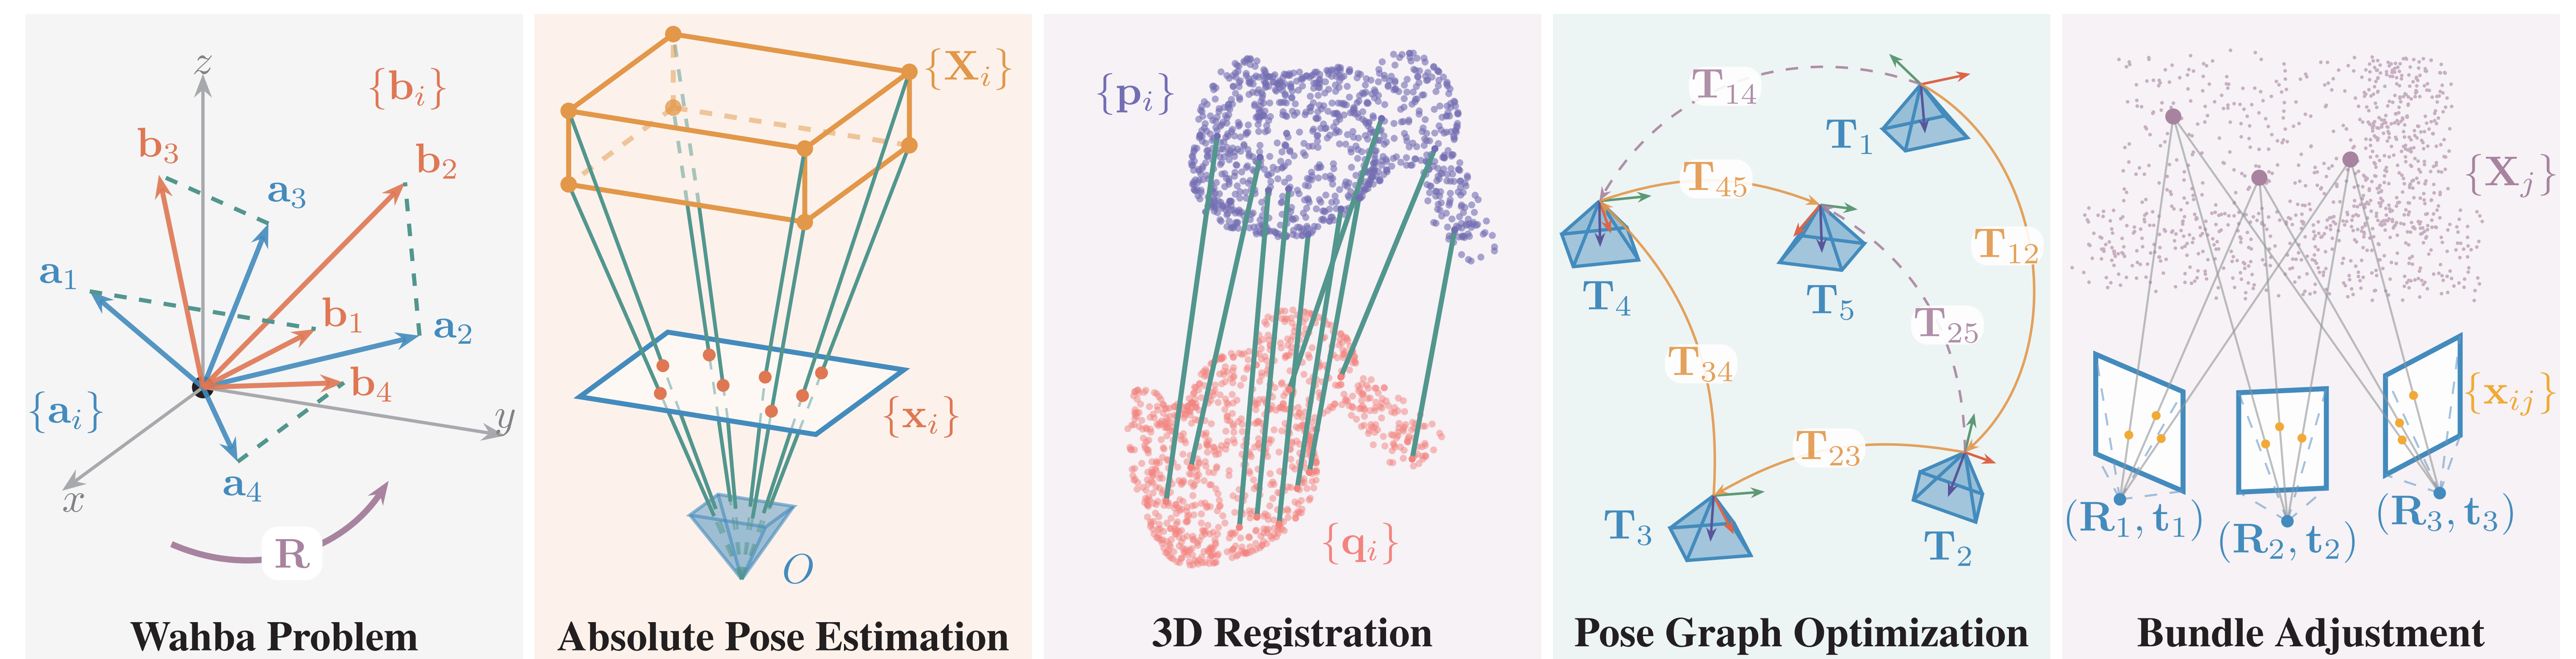 z
{bᵢ}
b₃
b₂
a₃
a₁
b₁
a₂
b₄
{aᵢ}
y
a₄
x
R
Wahba Problem
{Xᵢ}
{xᵢ}
O
Absolute Pose Estimation
{pᵢ}
{qᵢ}
3D Registration
T₁₄
T₁
T₄₅
T₁₂
T₄
T₅
T₂₅
T₃₄
T₂₃
T₃
T₂
Pose Graph Optimization
{Xⱼ}
{xᵢⱼ}
(R₁, t₁)
(R₂, t₂)
(R₃, t₃)
Bundle Adjustment